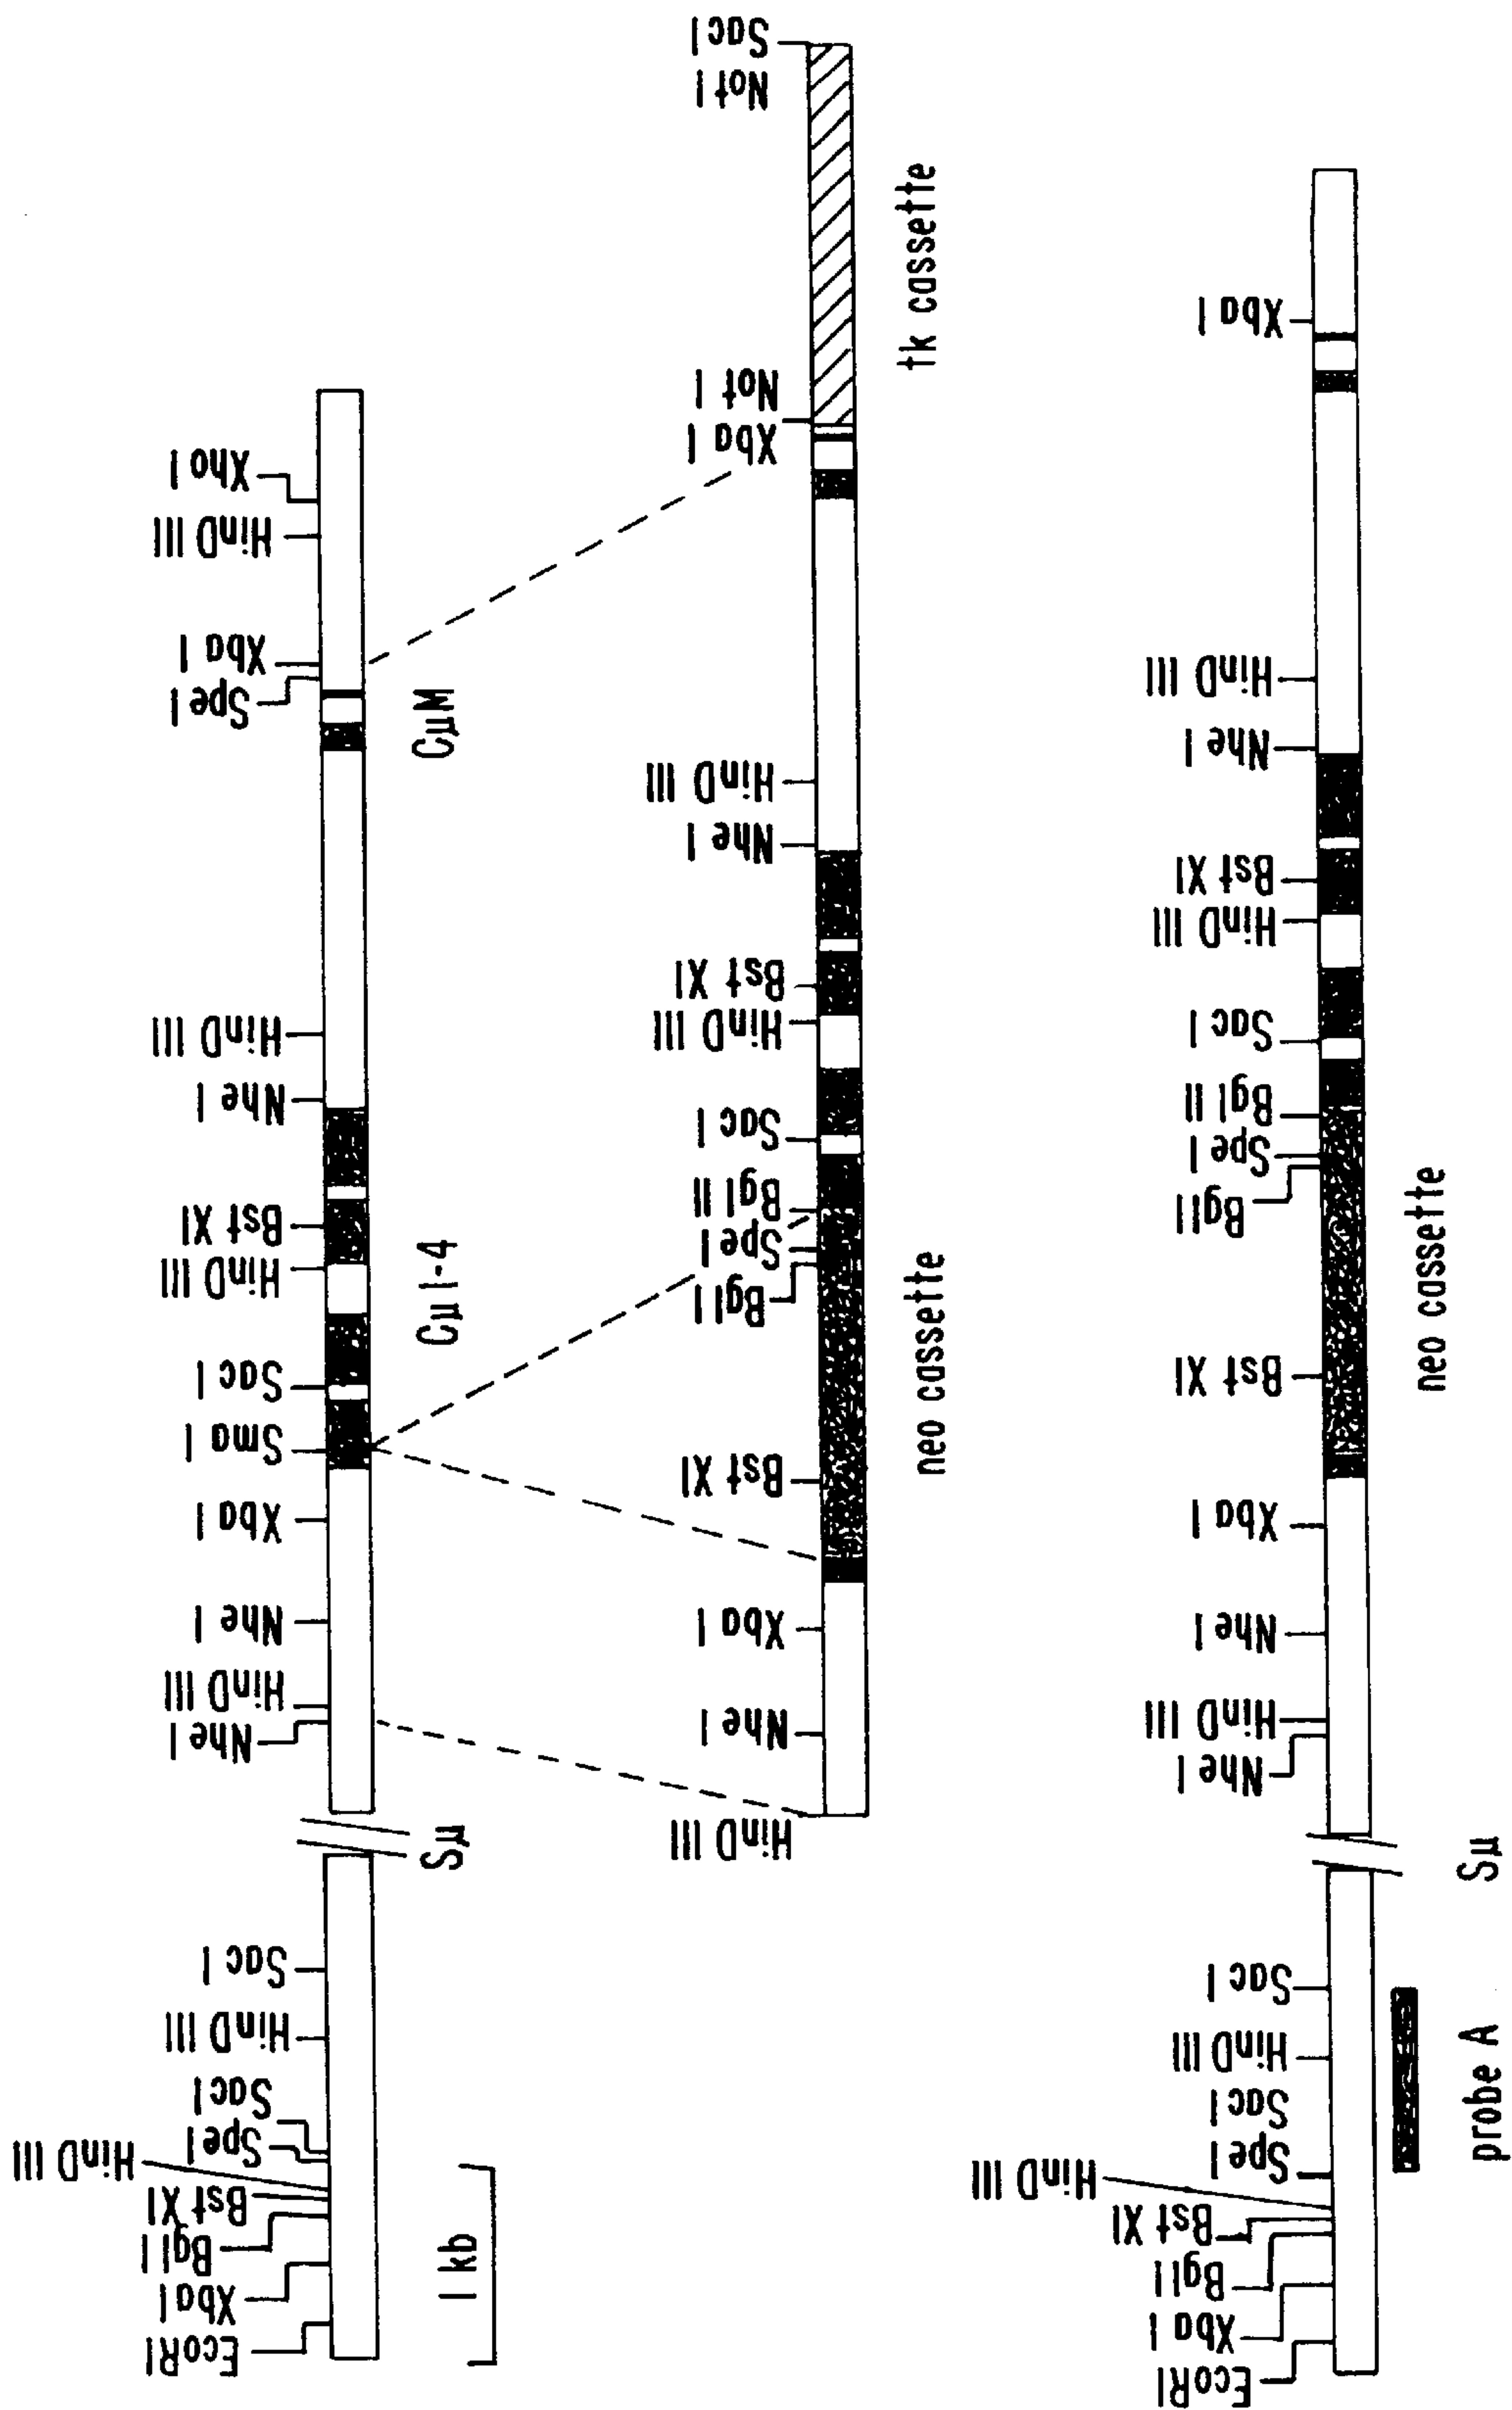 EcoRI
Xba I
Bgl I
Bst XI
HinD III
Spe I
Sac I
HinD III
Sac I
Nhe I
HinD III
Nhe I
Xba I
Sma I
Sac I
HinD III
Bst XI
Nhe I
HinD III
Spe I
Xba I
HinD III
Xho I
1 kb
Sμ
Cμ 1-4
CμM
HinD III
Nhe I
Xba I
Bst XI
Bgl I
Spe I
Bgl II
Sac I
HinD III
Bst XI
Nhe I
HinD III
Xba I
Not I
Not I
Sac I
neo cassette
tk cassette
EcoRI
Xba I
Bgl I
Bst XI
HinD III
Spe I
Sac I
HinD III
Sac I
Nhe I
HinD III
Nhe I
Xba I
Bst XI
Bgl I
Spe I
Bgl II
Sac I
HinD III
Bst XI
Nhe I
HinD III
Xba I
probe A
Sμ
neo cassette